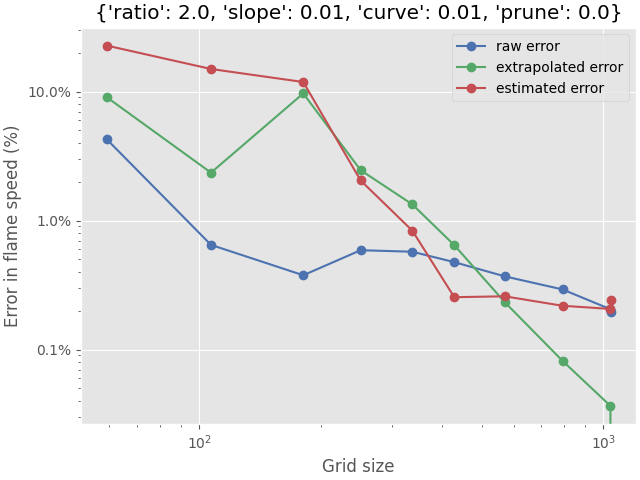 {'ratio': 2.0, 'slope': 0.01, 'curve': 0.01, 'prune': 0.0}
raw error
extrapolated error
estimated error
Error in flame speed (%)
10.0%
1.0%
0.1%
10²
10³
Grid size